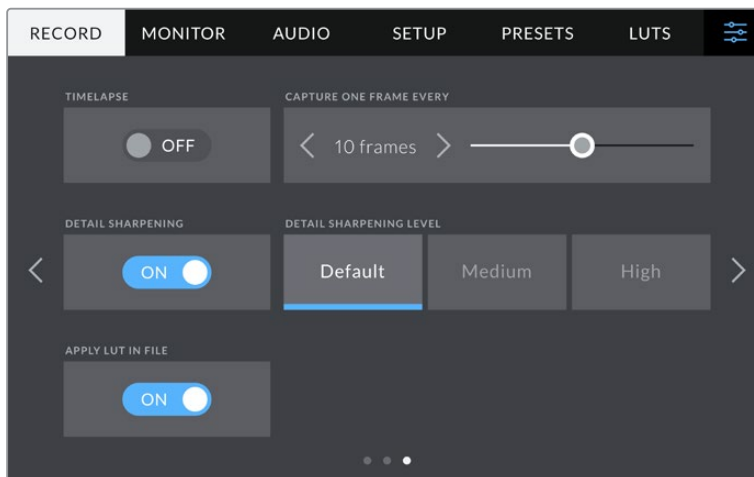 RECORD MONITOR AUDIO SETUP PRESETS LUTS
TIMELAPSE CAPTURE ONE FRAME EVERY
OFF 10 frames
DETAIL SHARPENING DETAIL SHARPENING LEVEL
ON Default Medium High
APPLY LUT IN FILE
ON